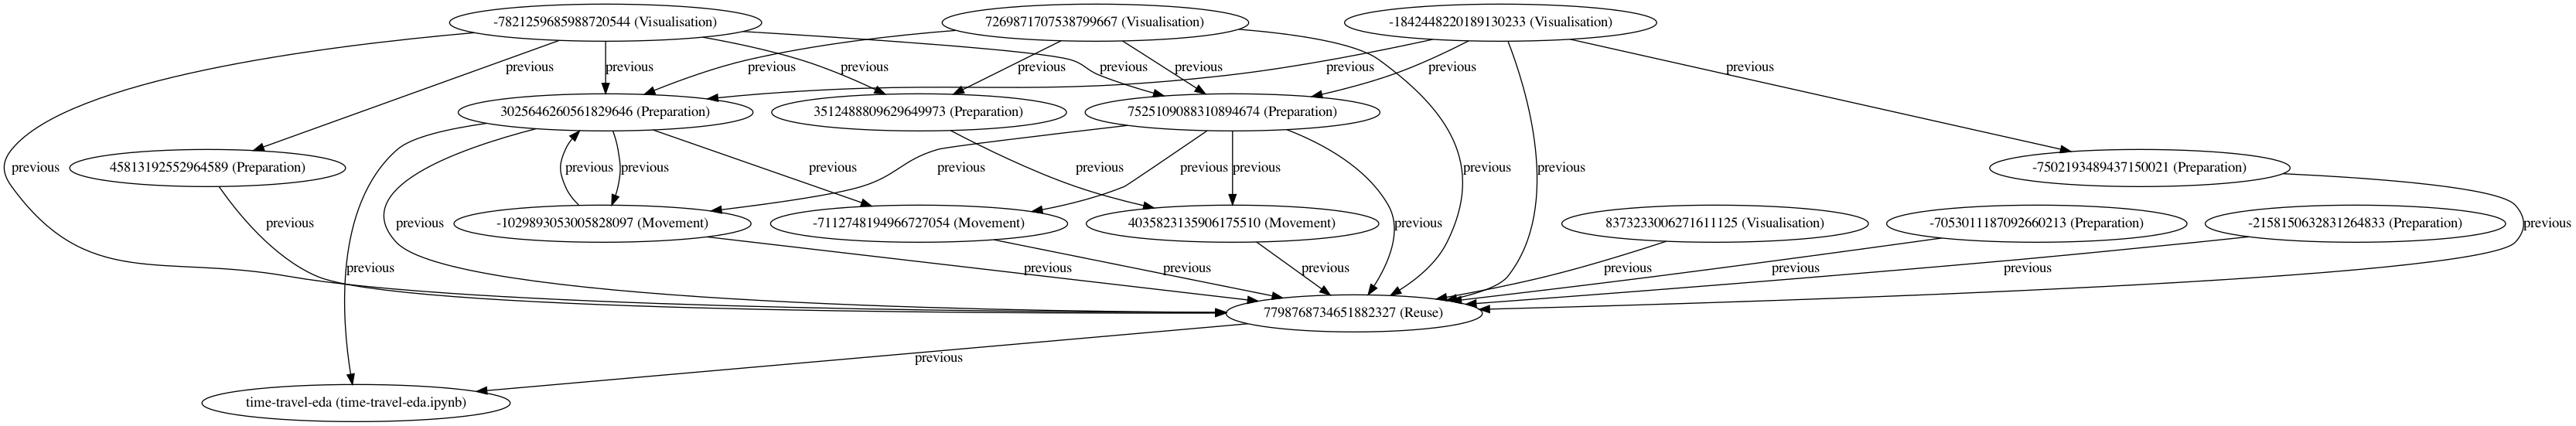 -7821259685988720544 (Visualisation)
7269871707538799667 (Visualisation)
-1842448220189130233 (Visualisation)
previous
previous
previous
previous
previous
previous
previous
previous
previous
previous
3025646260561829646 (Preparation)
3512488809629649973 (Preparation)
7525109088310894674 (Preparation)
previous
45813192552964589 (Preparation)
previous
previous
previous
previous
previous
previous
previous
previous
previous
-7502193489437150021 (Preparation)
previous
previous
-1029893053005828097 (Movement)
-7112748194966727054 (Movement)
4035823135906175510 (Movement)
previous
8373233006271611125 (Visualisation)
-7053011187092660213 (Preparation)
-2158150632831264833 (Preparation)
previous
previous
previous
previous
previous
previous
previous
previous
7798768734651882327 (Reuse)
previous
time-travel-eda (time-travel-eda.ipynb)